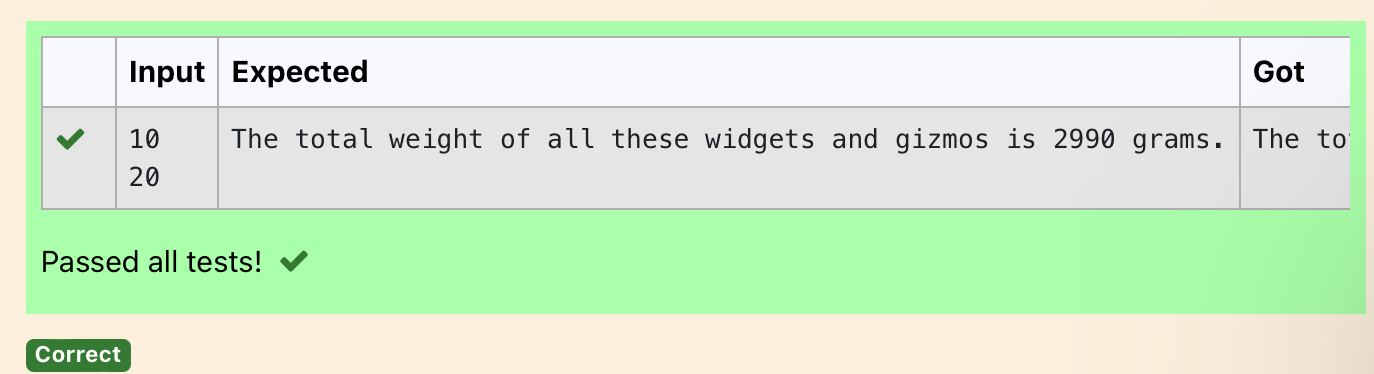 Input Expected Got
10 The total weight of all these widgets and gizmos is 2990 grams. The
20
Passed all tests!
Correct